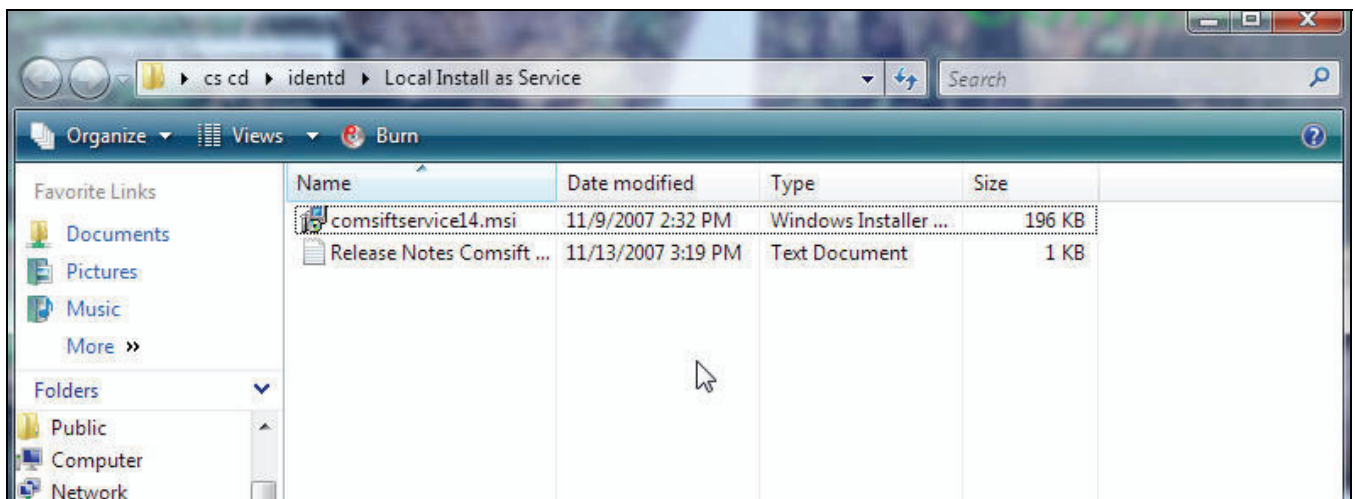 cs cd identd Local Install as Service Search
Organize Views Burn
Favorite Links
Documents
Pictures
Music
More »
Folders
Public
Computer
Network
Name Date modified Type Size
comsiftservice14.msi 11/9/2007 2:32 PM Windows Installer ... 196 KB
Release Notes Comsift ... 11/13/2007 3:19 PM Text Document 1 KB